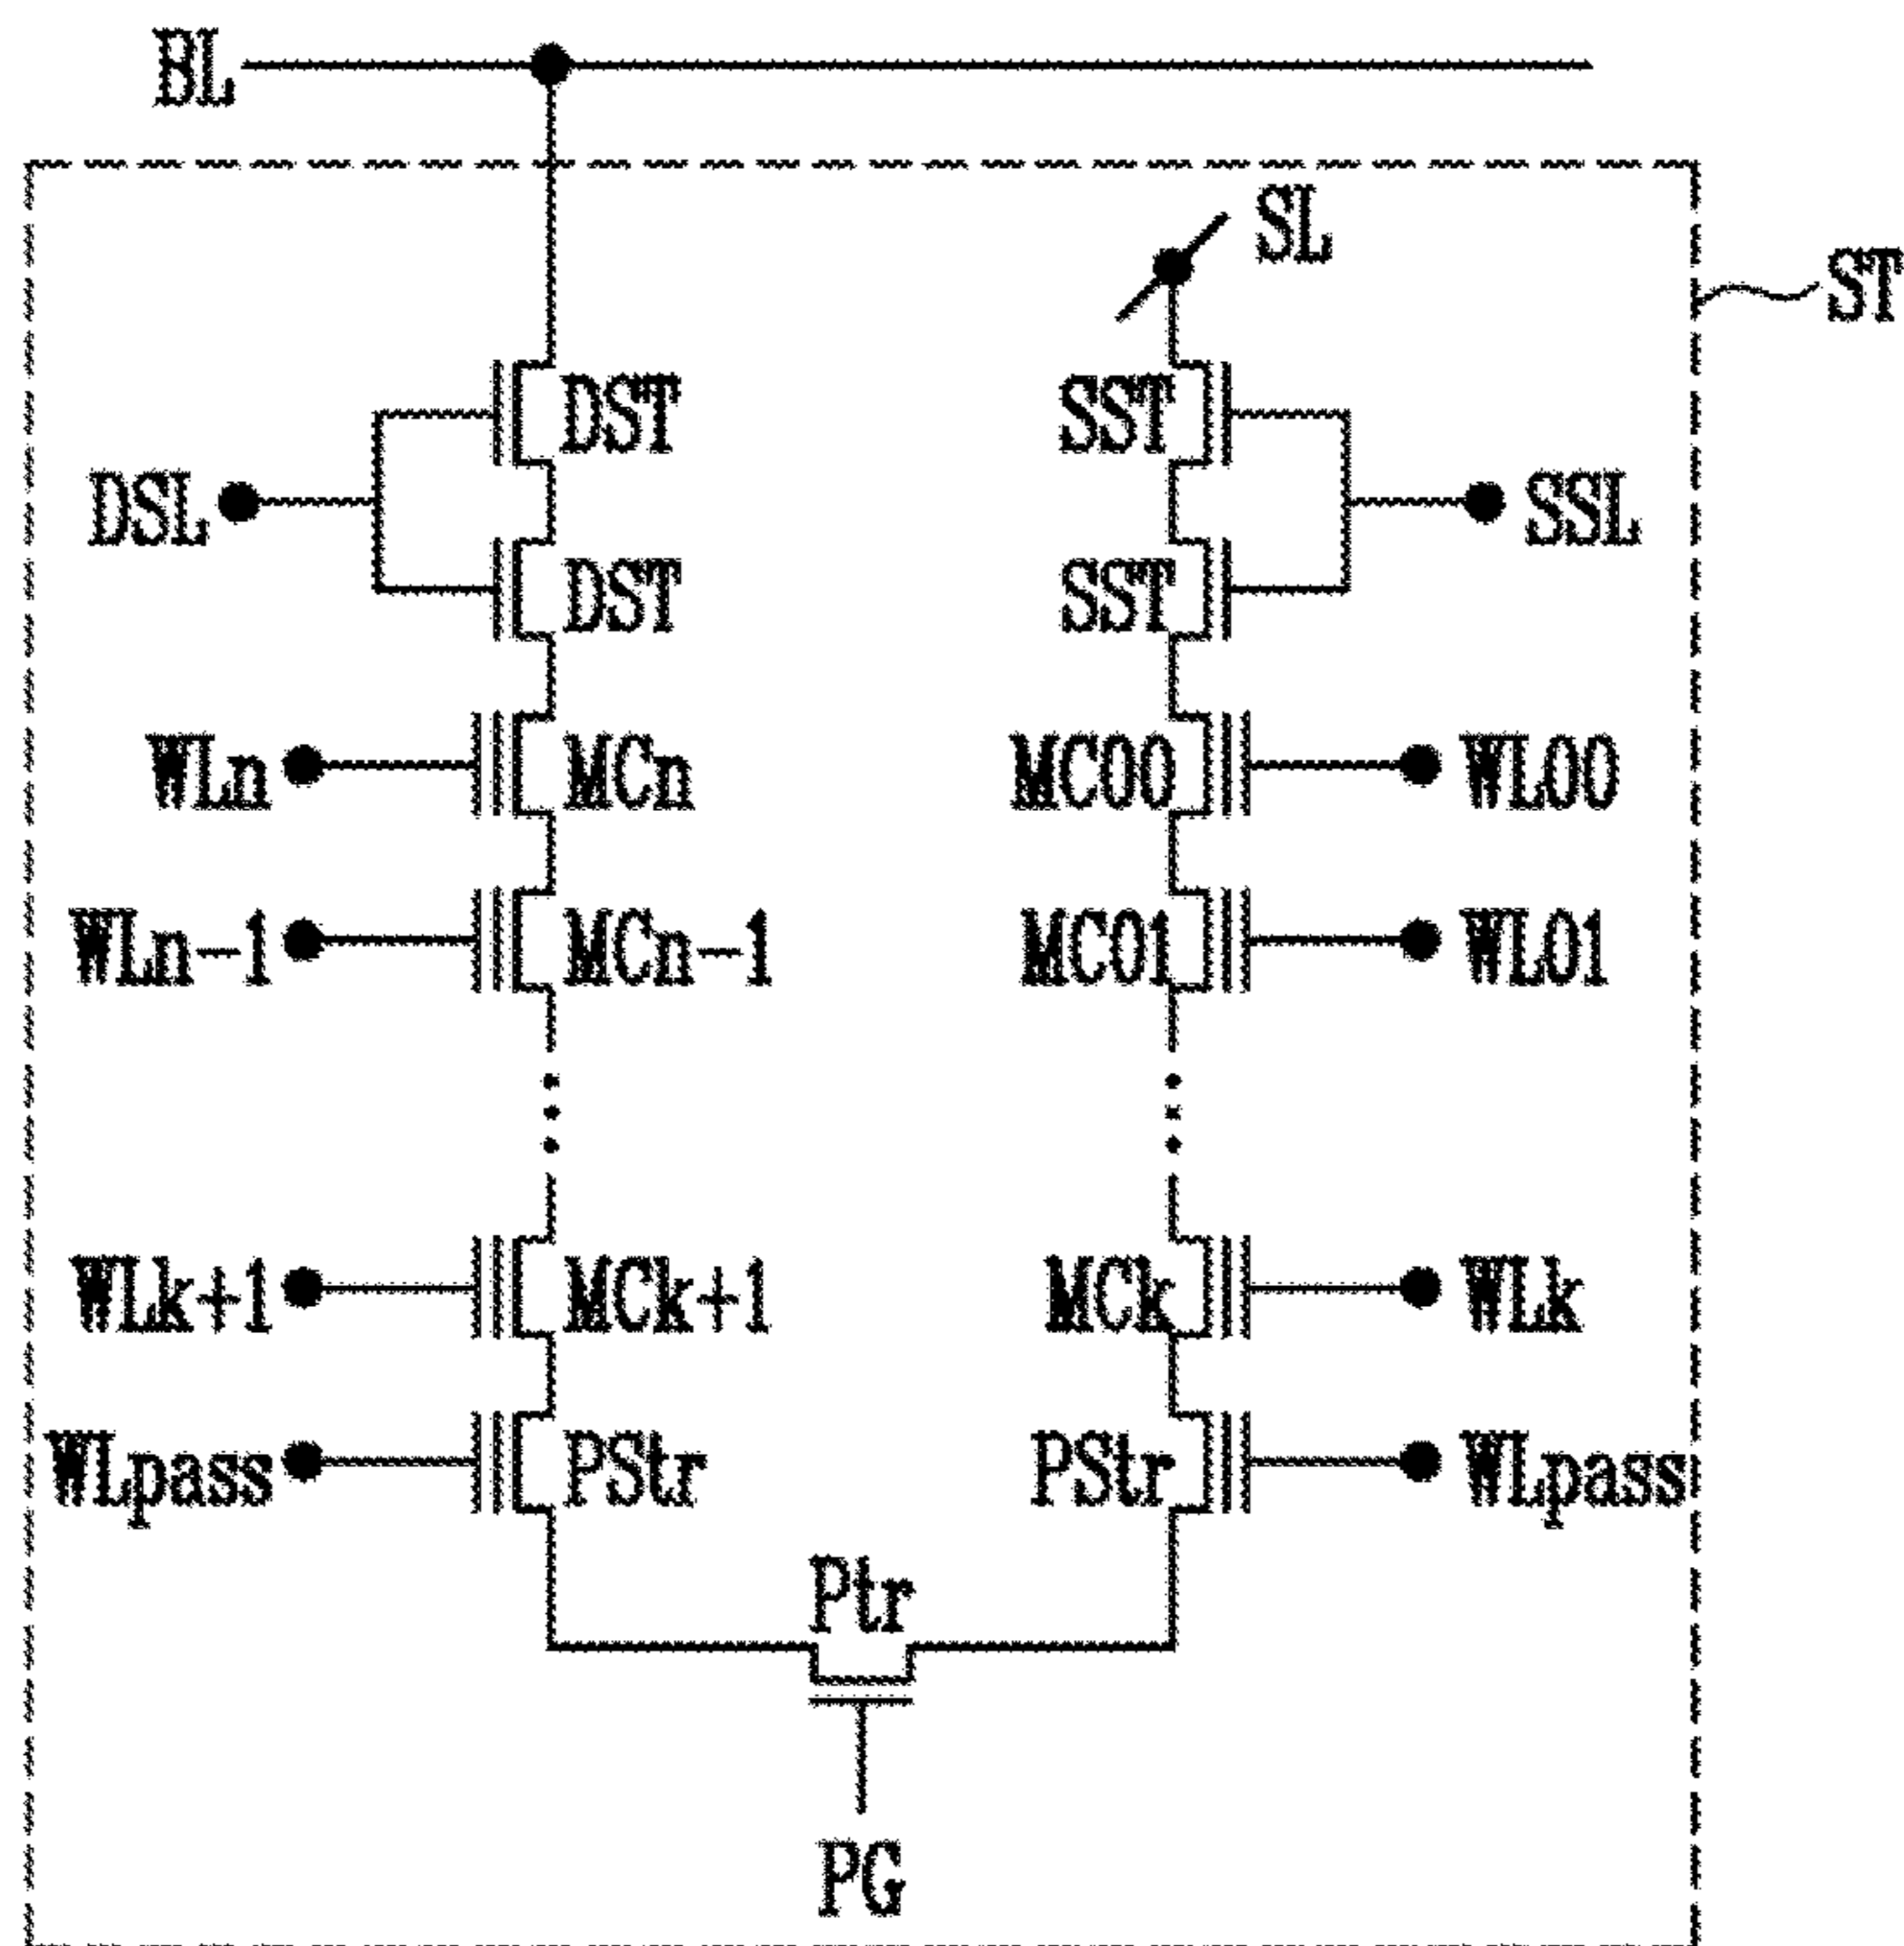 BL
SL
ST
DST SST
DSL SSL
DST SST
WLn MCn MC00 WL00
WLn-1 MCn-1 MC01 WL01
WLk+1 MCk+1 MCk WLk
WLpass PStr PStr WLpass
Ptr
PG